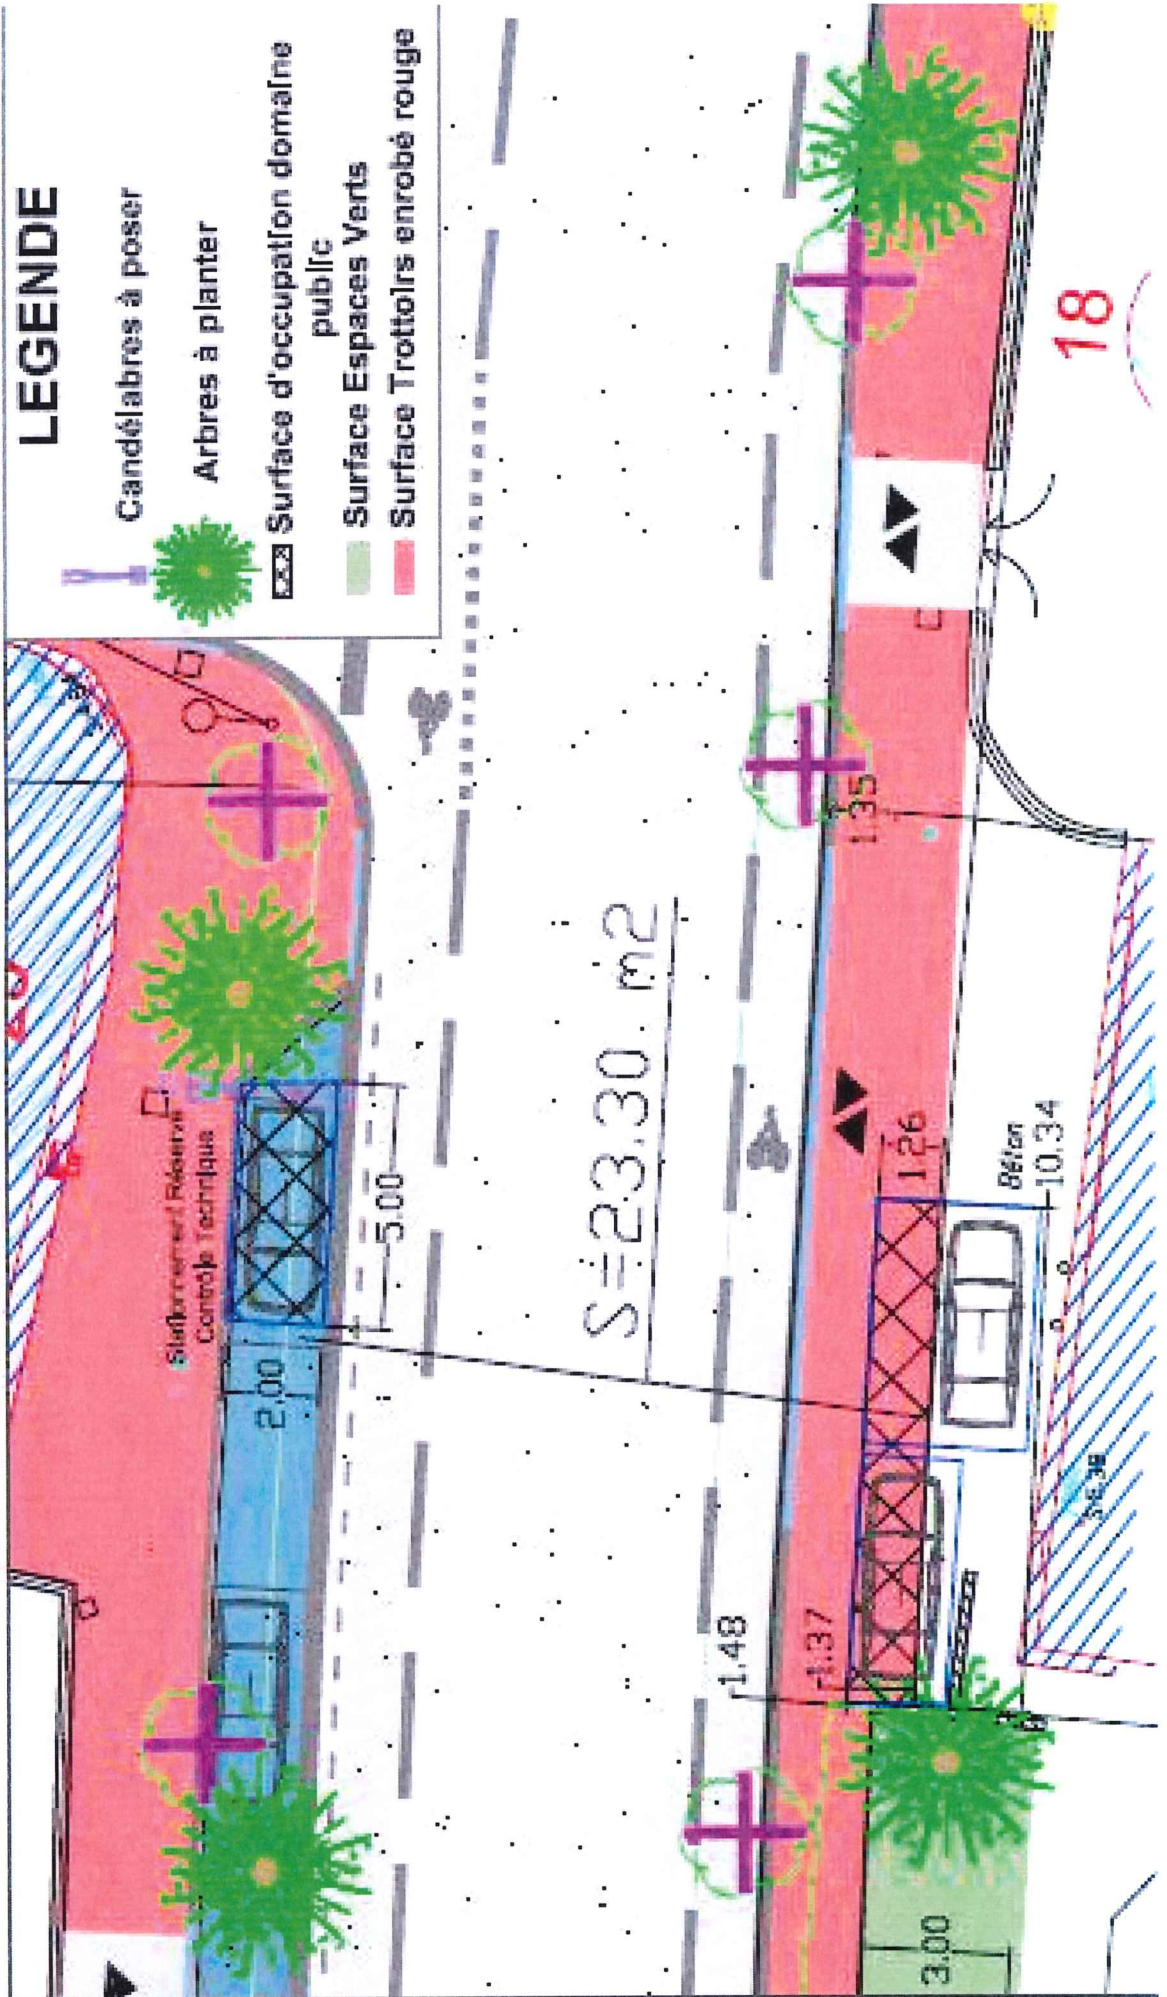 LEGENDE
Candélabres à poser
Arbres à planter
Surface d'occupation domaine
public
Surface Espaces Verts
Surface Trottoirs enrobé rouge
Stationnement Réservé
Contrôle Technique
5.00
2.00
S=23.30 m2
18
1.35
1.26
Béton
10.34
1.48
1.37
3.00